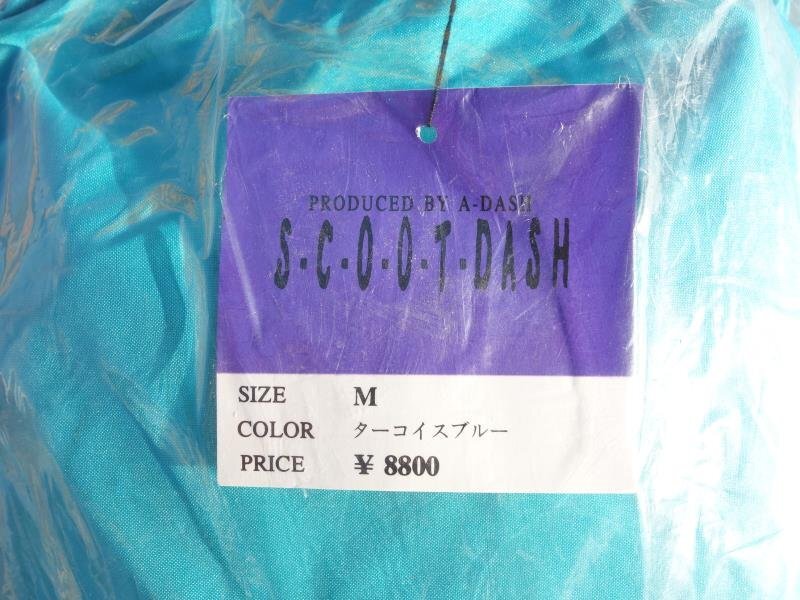 PRODUCED BY A-DASH
S-C-O-O-T-DASH
SIZE M
COLOR ターコイスブルー
PRICE ¥ 8800